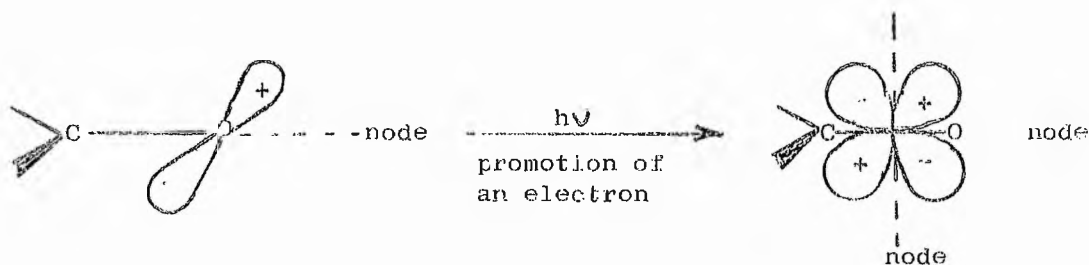 +
C O node
-
hν
promotion of
an electron
- +
C O node
+ -
node